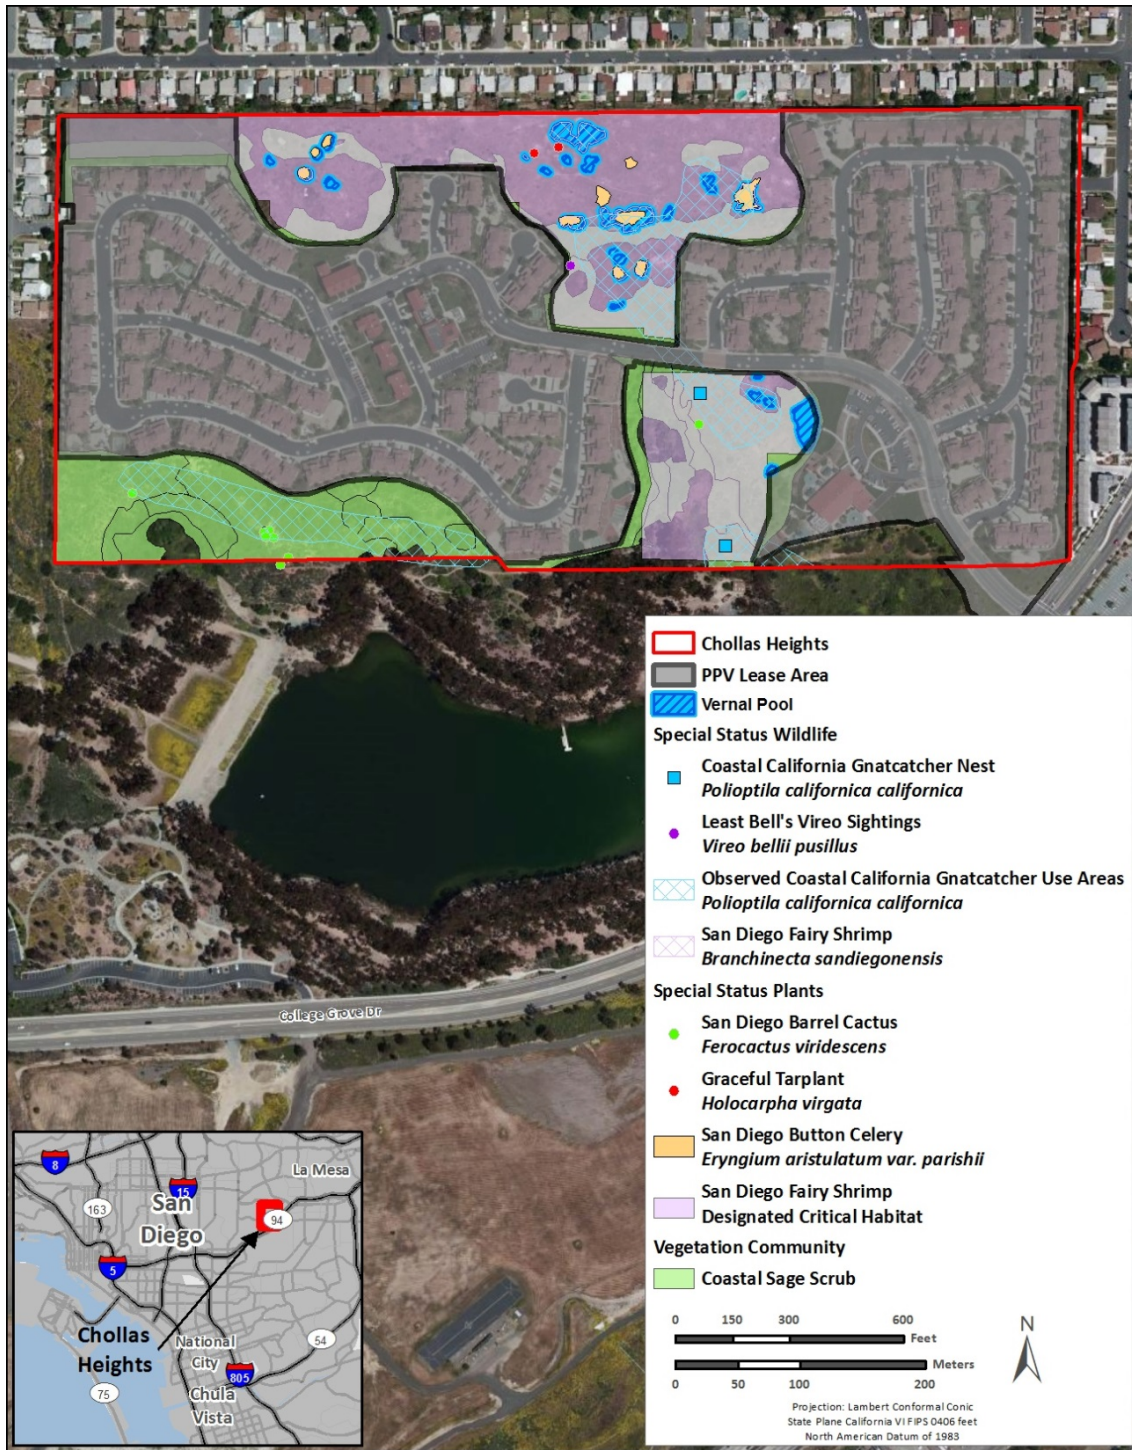 Chollas Heights
PPV Lease Area
Vernal Pool
Special Status Wildlife
Coastal California Gnatcatcher Nest
Polioptila californica californica
Least Bell's Vireo Sightings
Vireo bellii pusillus
Observed Coastal California Gnatcatcher Use Areas
Polioptila californica californica
San Diego Fairy Shrimp
Branchinecta sandiegonensis
Special Status Plants
San Diego Barrel Cactus
Ferocactus viridescens
Graceful Tarplant
Holocarpha virgata
San Diego Button Celery
Eryngium aristulatum var. parishii
San Diego Fairy Shrimp
Designated Critical Habitat
Vegetation Community
Coastal Sage Scrub
0 150 300 600
Feet
Meters
0 50 100 200
N
Projection: Lambert Conformal Conic
State Plane California VI FIPS 0406 feet
North American Datum of 1983
College Grove Dr
8
La Mesa
15
163
San
Diego
94
5
Chollas
Heights
National
City
54
805
75
Chula
Vista